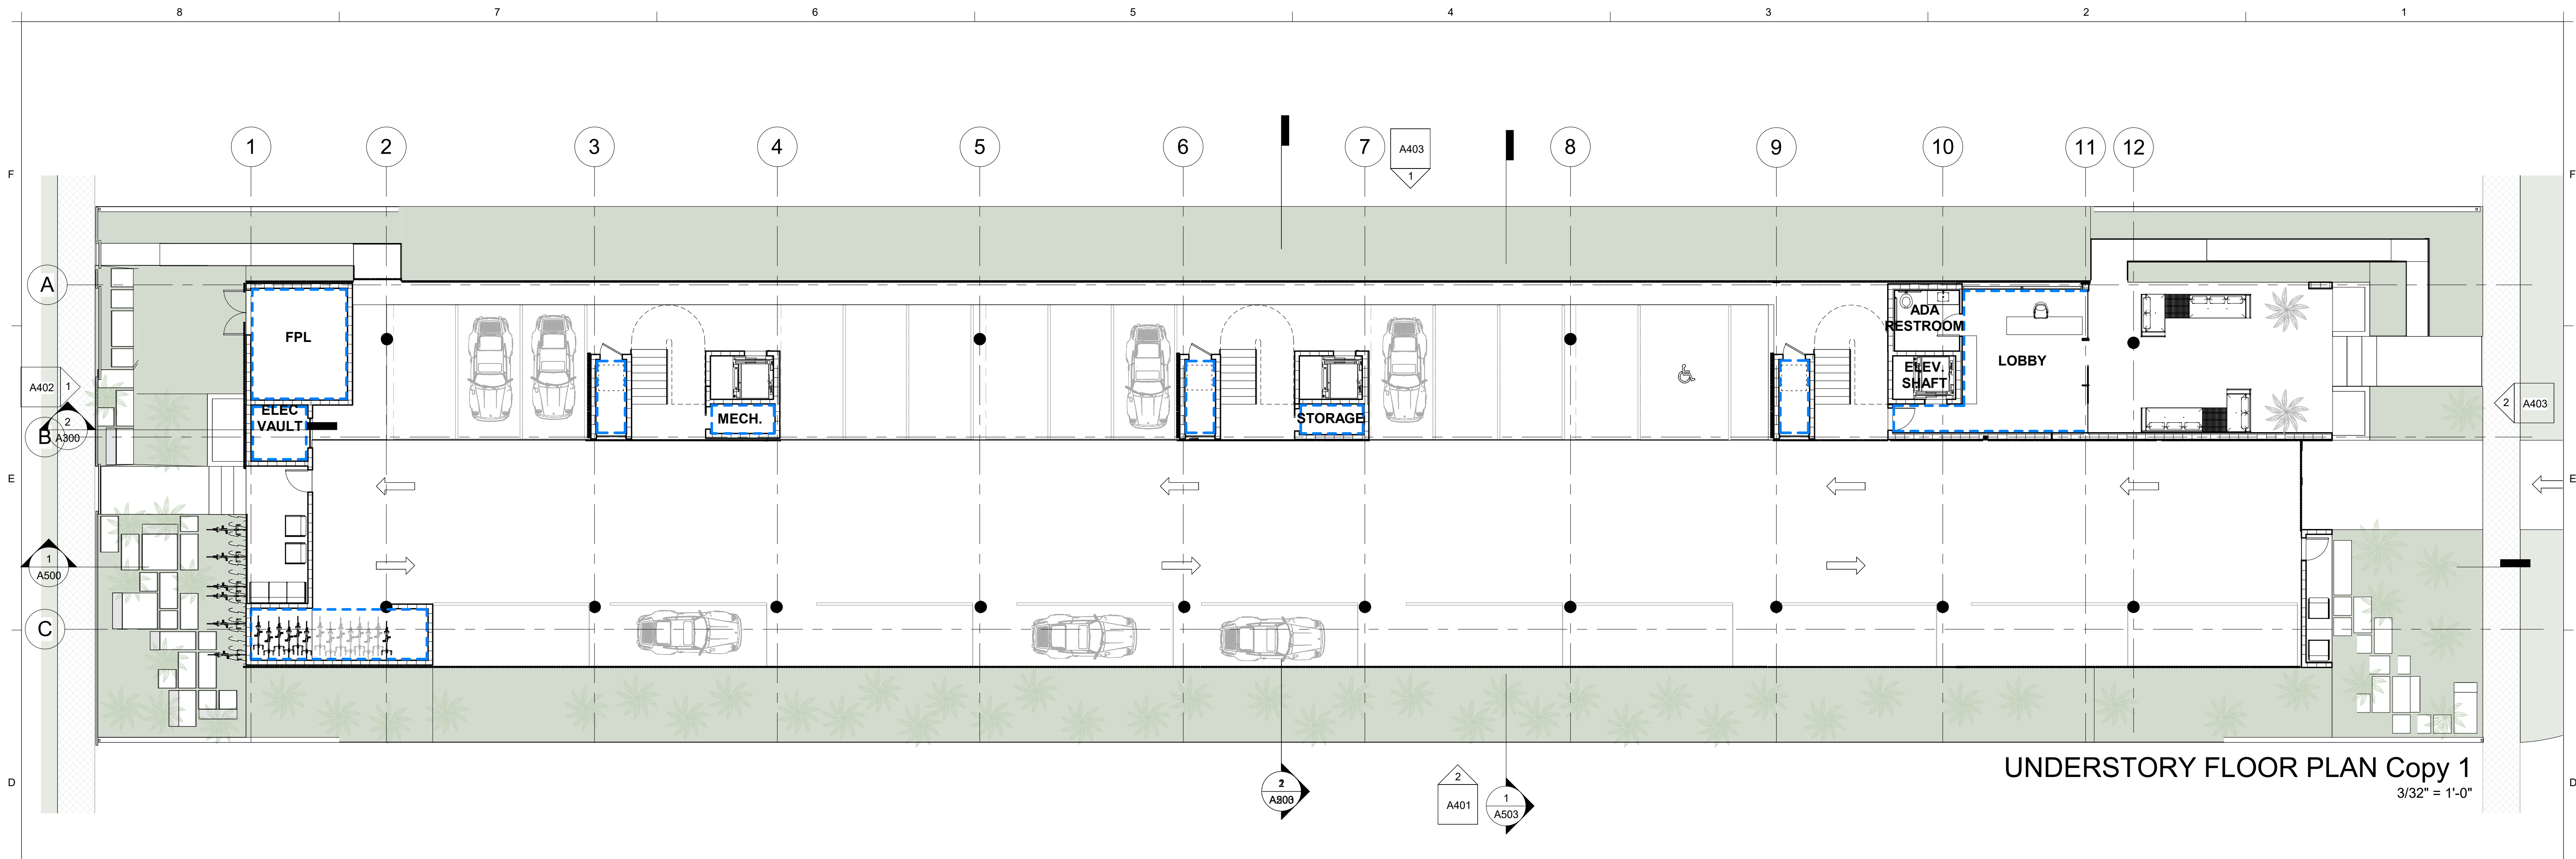 8 7 6 5 4 3 2 1
1 2 3 4 5 6 7 8 9 10 11 12
A403
1
F F
A
ADA
RESTROOM
FPL
LOBBY
ELEV.
SHAFT
A402 1
2 A403
ELEC
VAULT
MECH.
STORAGE
2
A300
B
E E
1
A500
C
UNDERSTORY FLOOR PLAN Copy 1
3/32" = 1'-0"
2
A401
1
A503
D D